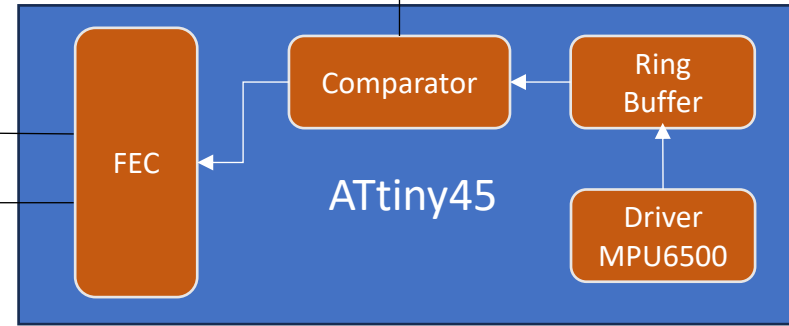 FEC
Comparator
Ring
Buffer
ATtiny45
Driver
MPU6500